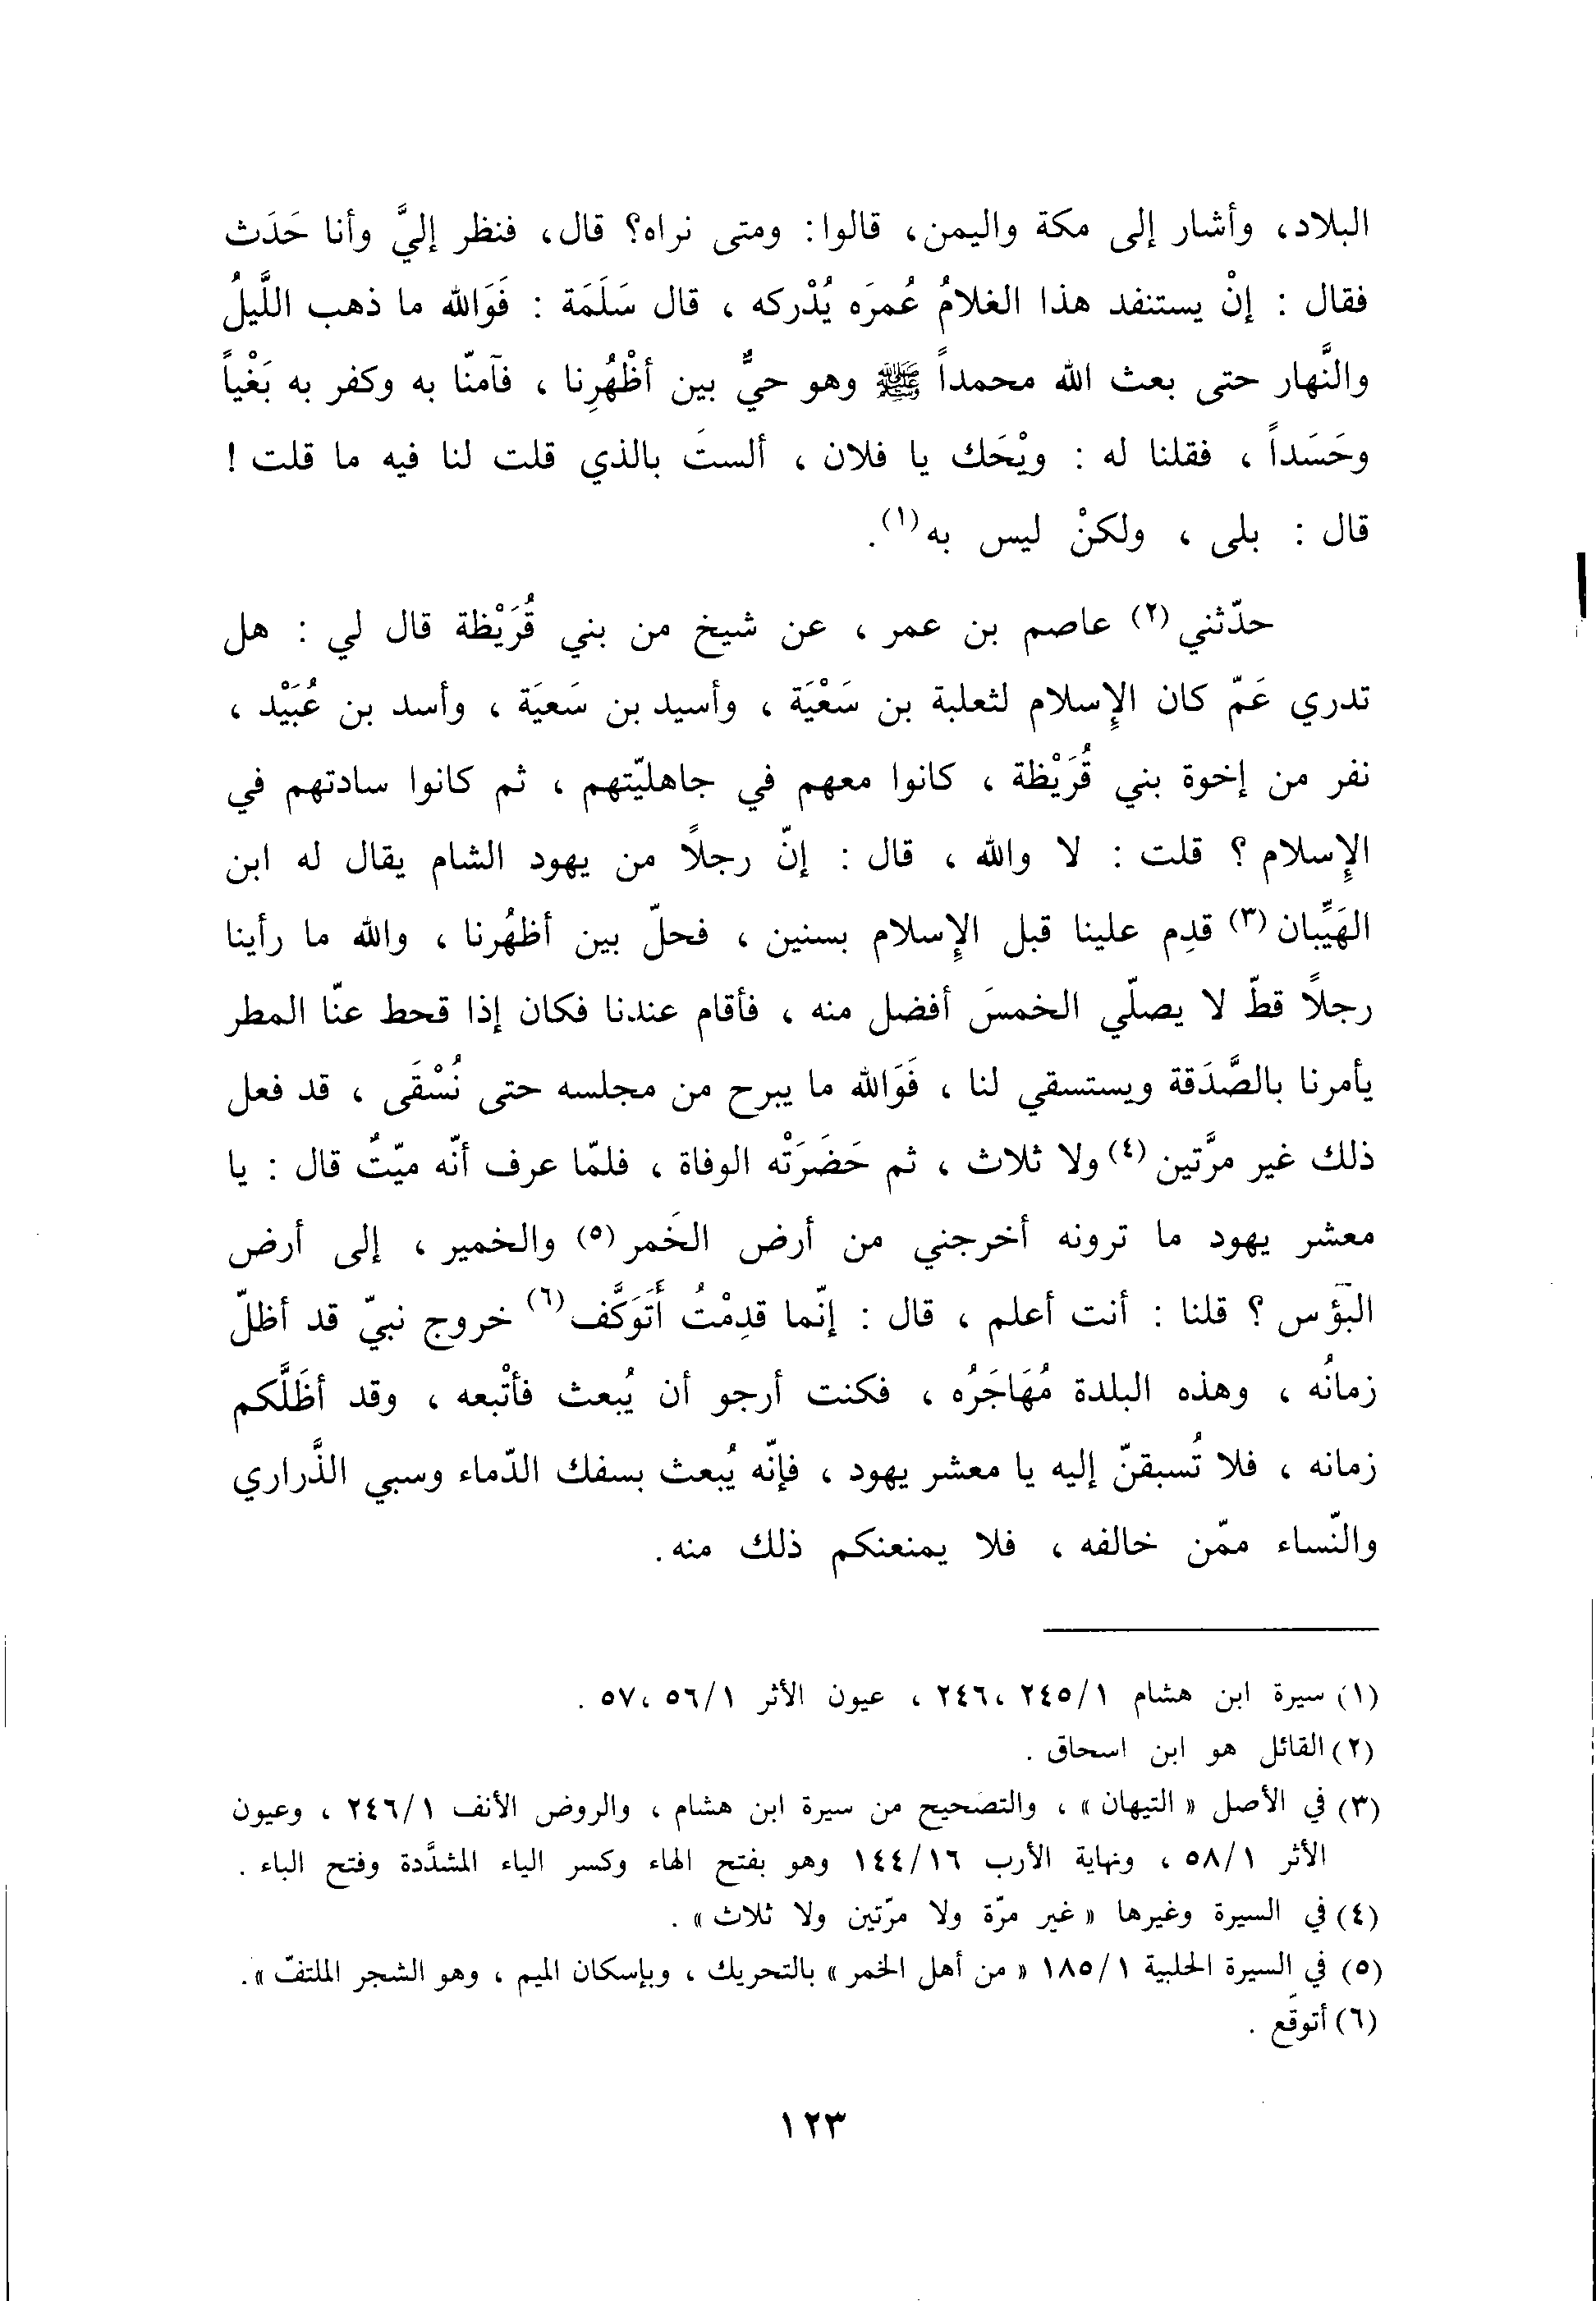 البلاد، وأشار إلى مكة واليمن، قالوا: ومتى نراه؟ قال، فنظر إليَّ وأنا حَدَث
فقال : إنْ يستنفد هذا الغلامُ عُمرَه يُدْركه ، قال سَلَمَة : فَوَالله ما ذهب اللَّيلُ
والنَّهار حتى بعث الله محمداً ﷺ وهو حيٌّ بين أظْهُرِنا ، فآمنّا به وكفر به بَغْياً
وحَسَداً ، فقلنا له : ويْحَك يا فلان ، ألستَ بالذي قلت لنا فيه ما قلت !
قال : بلى ، ولكنْ ليس به(١).
حدّثني(٢) عاصم بن عمر ، عن شيخ من بني قُرَيْظة قال لي : هل
تدري عَمّ كان الإِسلام لثعلبة بن سَعْيَة ، وأسيد بن سَعيَة ، وأسد بن عُبَيْد ،
نفر من إخوة بني قُرَيْظة ، كانوا معهم في جاهليّتهم ، ثم كانوا سادتهم في
الإِسلام ؟ قلت : لا والله ، قال : إنّ رجلاً من يهود الشام يقال له ابن
الهَيِّبان(٣) قدِم علينا قبل الإِسلام بسنين ، فحلّ بين أظهُرنا ، والله ما رأينا
رجلاً قطّ لا يصلّي الخمسَ أفضل منه ، فأقام عندنا فكان إذا قحط عنّا المطر
يأمرنا بالصَّدَقة ويستسقي لنا ، فَوَالله ما يبرح من مجلسه حتى نُسْقَى ، قد فعل
ذلك غير مرَّتين(٤) ولا ثلاث ، ثم حَضَرَتْه الوفاة ، فلمّا عرف أنّه ميّتٌ قال : يا
معشر يهود ما ترونه أخرجني من أرض الخَمر(٥) والخمير ، إلى أرض
البؤس ؟ قلنا : أنت أعلم ، قال : إنّما قدِمْتُ أَتَوَكَّف(٦) خروج نبيّ قد أظلّ
زمانُه ، وهذه البلدة مُهَاجَرُه ، فكنت أرجو أن يُبعث فأتْبعه ، وقد أظَلَّكم
زمانه ، فلا تُسبقنّ إليه يا معشر يهود ، فإنّه يُبعث بسفك الدّماء وسبي الذَّراري
والنّساء ممّن خالفه ، فلا يمنعنكم ذلك منه.
(١) سيرة ابن هشام ١/٢٤٥ ،٢٤٦ ، عيون الأثر ١/٥٦ ،٥٧ .
(٢) القائل هو ابن اسحاق .
(٣) في الأصل « التيهان » ، والتصحيح من سيرة ابن هشام ، والروض الأنف ١/٢٤٦ ، وعيون
الأثر ١/٥٨ ، ونهاية الأرب ١٦/١٤٤ وهو بفتح الهاء وكسر الياء المشدَّدة وفتح الباء .
(٤) في السيرة وغيرها « غير مرّة ولا مرّتين ولا ثلاث » .
(٥) في السيرة الحلبية ١/١٨٥ « من أهل الخمر » بالتحريك ، وبإسكان الميم ، وهو الشجر الملتفّ ».
(٦) أتوقّع .
١٢٣